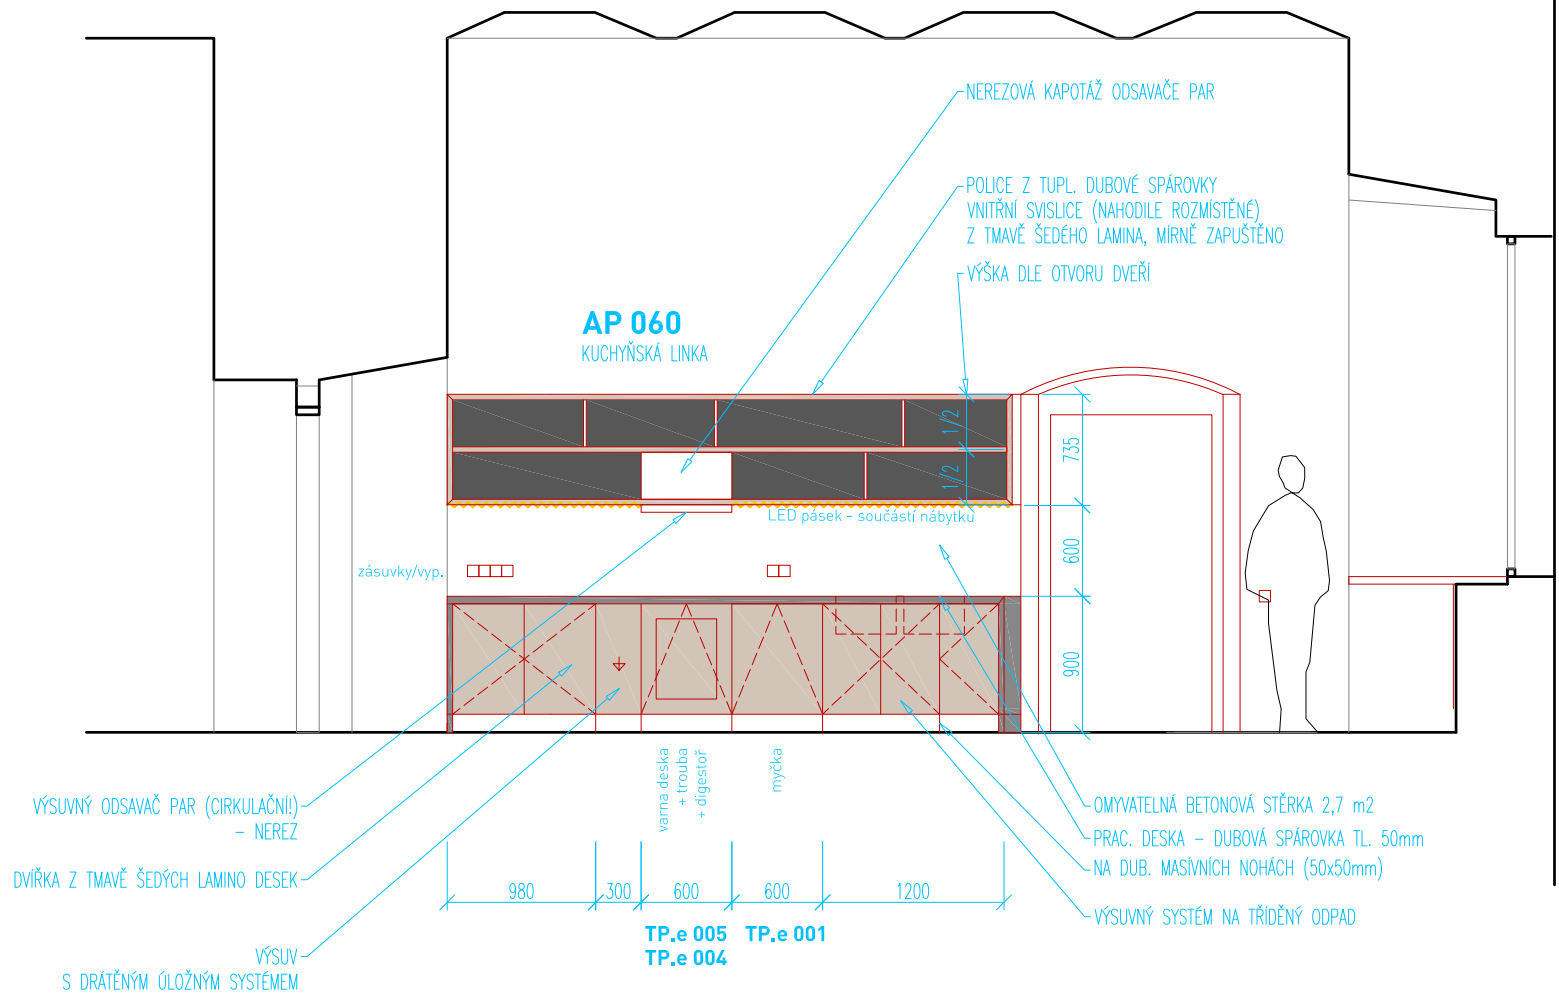 NEREZOVÁ KAPOTÁŽ ODSAVAČE PAR
POLICE Z TUPL. DUBOVÉ SPÁROVKY
VNITŘNÍ SVISLICE (NAHODILE ROZMÍSTĚNÉ)
Z TMAVĚ ŠEDÉHO LAMINA, MÍRNĚ ZAPUŠTĚNO
VÝŠKA DLE OTVORU DVEŘÍ
AP 060
KUCHYŇSKÁ LINKA
1/2
1/2
735
LED pásek - součástí nábytku
zásuvky/vyp.
600
900
varna deska
+ trouba
+ digestoř
myčka
VÝSUVNÝ ODSAVAČ PAR (CIRKULAČNÍ!)
– NEREZ
DVÍŘKA Z TMAVĚ ŠEDÝCH LAMINO DESEK
VÝSUV
S DRÁTĚNÝM ÚLOŽNÝM SYSTÉMEM
980
300
600
600
1200
TP.e 005
TP.e 001
TP.e 004
OMYVATELNÁ BETONOVÁ STĚRKA 2,7 m2
PRAC. DESKA – DUBOVÁ SPÁROVKA TL. 50mm
NA DUB. MASÍVNÍCH NOHÁCH (50x50mm)
VÝSUVNÝ SYSTÉM NA TŘÍDĚNÝ ODPAD